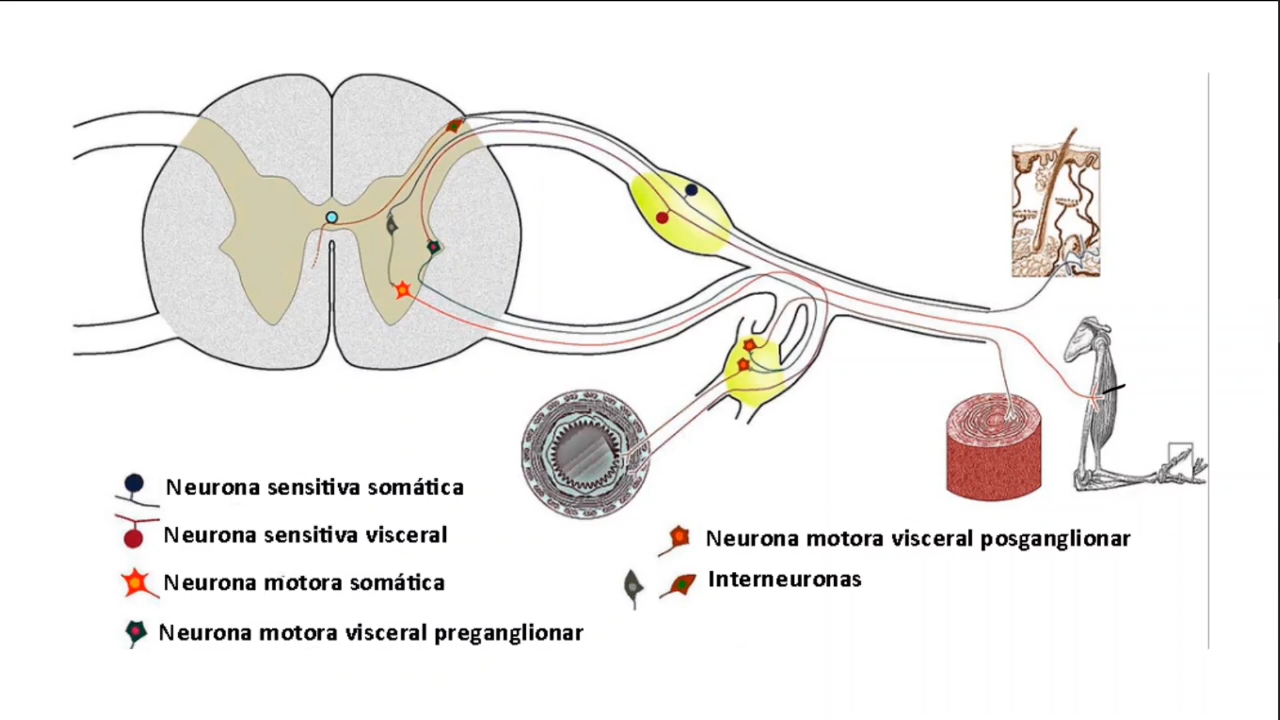 Neurona sensitiva somática
Neurona sensitiva visceral
Neurona motora somática
Neurona motora visceral preganglionar
Neurona motora visceral posganglionar
Interneuronas